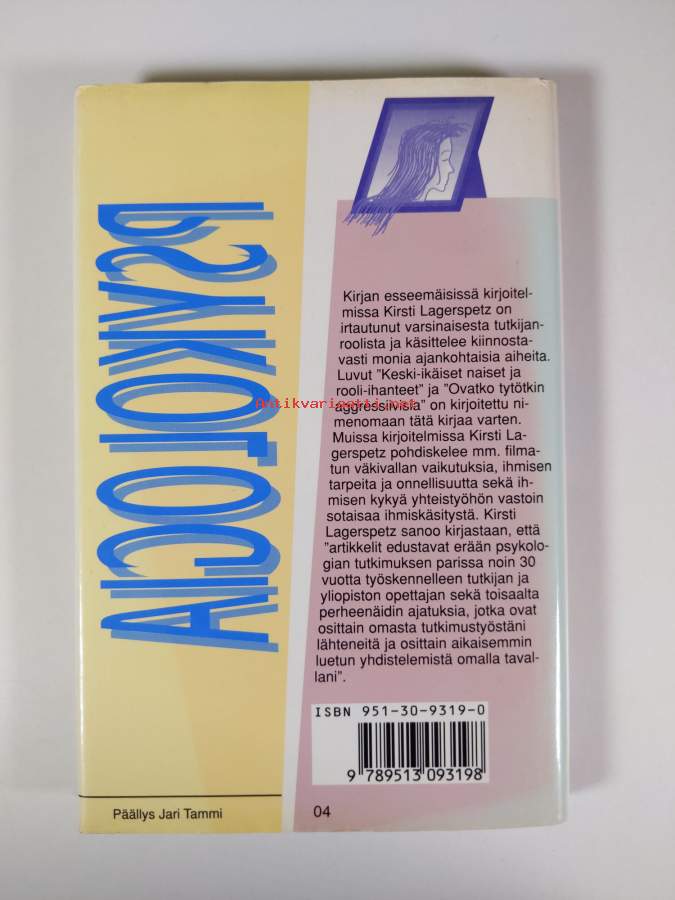 PSYKOLOGIA
Kirjan esseemäisissä kirjoitel-
missa Kirsti Lagerspetz on
irtautunut varsinaisesta tutkijan-
roolista ja käsittelee kiinnosta-
vasti monia ajankohtaisia aiheita.
Luvut "Keski-ikäiset naiset ja
rooli-ihanteet" ja "Ovatko tytötkin
aggressiivisia" on kirjoitettu ni-
menomaan tätä kirjaa varten.
Muissa kirjoitelmissa Kirsti La-
gerspetz pohdiskelee mm. filma-
tun väkivallan vaikutuksia, ihmisen
tarpeita ja onnellisuutta sekä ih-
misen kykyä yhteistyöhön vastoin
sotaisaa ihmiskäsitystä. Kirsti
Lagerspetz sanoo kirjastaan, että
"artikkelit edustavat erään psykolo-
gian tutkimuksen parissa noin 30
vuotta työskennelleen tutkijan ja
yliopiston opettajan sekä toisaalta
perheenäidin ajatuksia, jotka ovat
osittain omasta tutkimustyöstäni
lähteneitä ja osittain aikaisemmin
luetun yhdistelemistä omalla taval-
lani".
Antikvariaatti.net
ISBN 951-30-9319-0
9 789513 093198
Päällys Jari Tammi
04